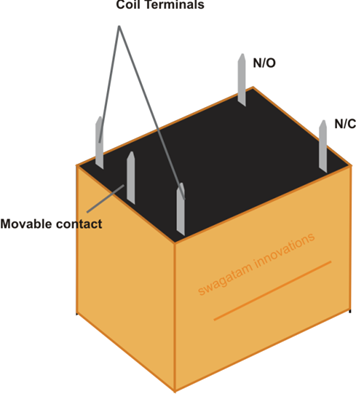 Coil Terminals
N/O
N/C
Movable contact
swagatam innovations